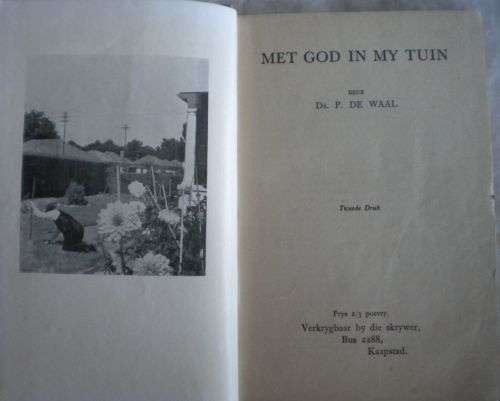 MET GOD IN MY TUIN
DEUR
Ds. P. DE WAAL
Tweede Druk
Prys 2/3 posvry.
Verkrygbaar by die skrywer,
Bus 2288,
Kaapstad.